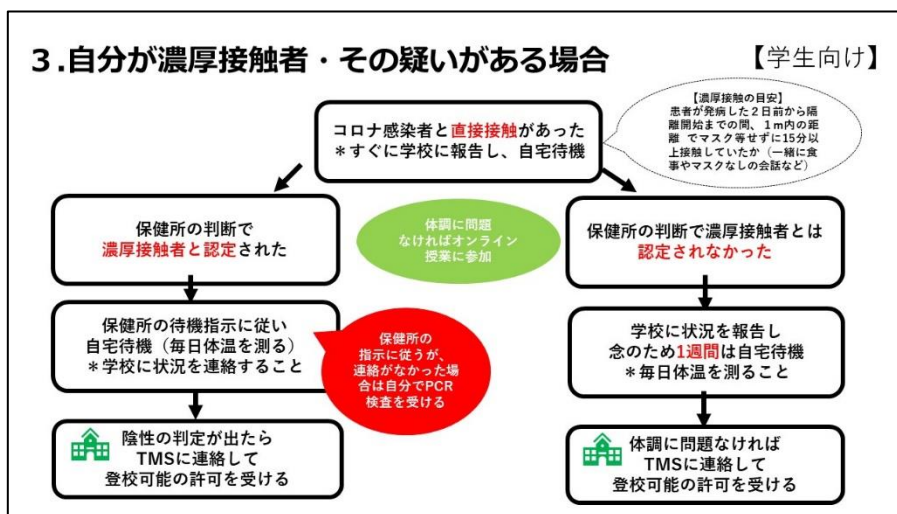 ３.自分が濃厚接触者・その疑いがある場合
【学生向け】
コロナ感染者と直接接触があった
＊すぐに学校に報告し、自宅待機
【濃厚接触の目安】
患者が発病した２日前から隔
離開始までの間、１ｍ内の距
離 でマスク等せずに15分以
上接触していたか（一緒に食
事やマスクなしの会話など）
保健所の判断で
濃厚接触者と認定された
体調に問題
なければオンライン
授業に参加
保健所の判断で濃厚接触者とは
認定されなかった
保健所の待機指示に従い
自宅待機（毎日体温を測る）
＊学校に状況を連絡すること
保健所の
指示に従うが、
連絡がなかった場
合は自分でPCR
検査を受ける
学校に状況を報告し
念のため1週間は自宅待機
＊毎日体温を測ること
陰性の判定が出たら
TMSに連絡して
登校可能の許可を受ける
体調に問題なければ
TMSに連絡して
登校可能の許可を受ける